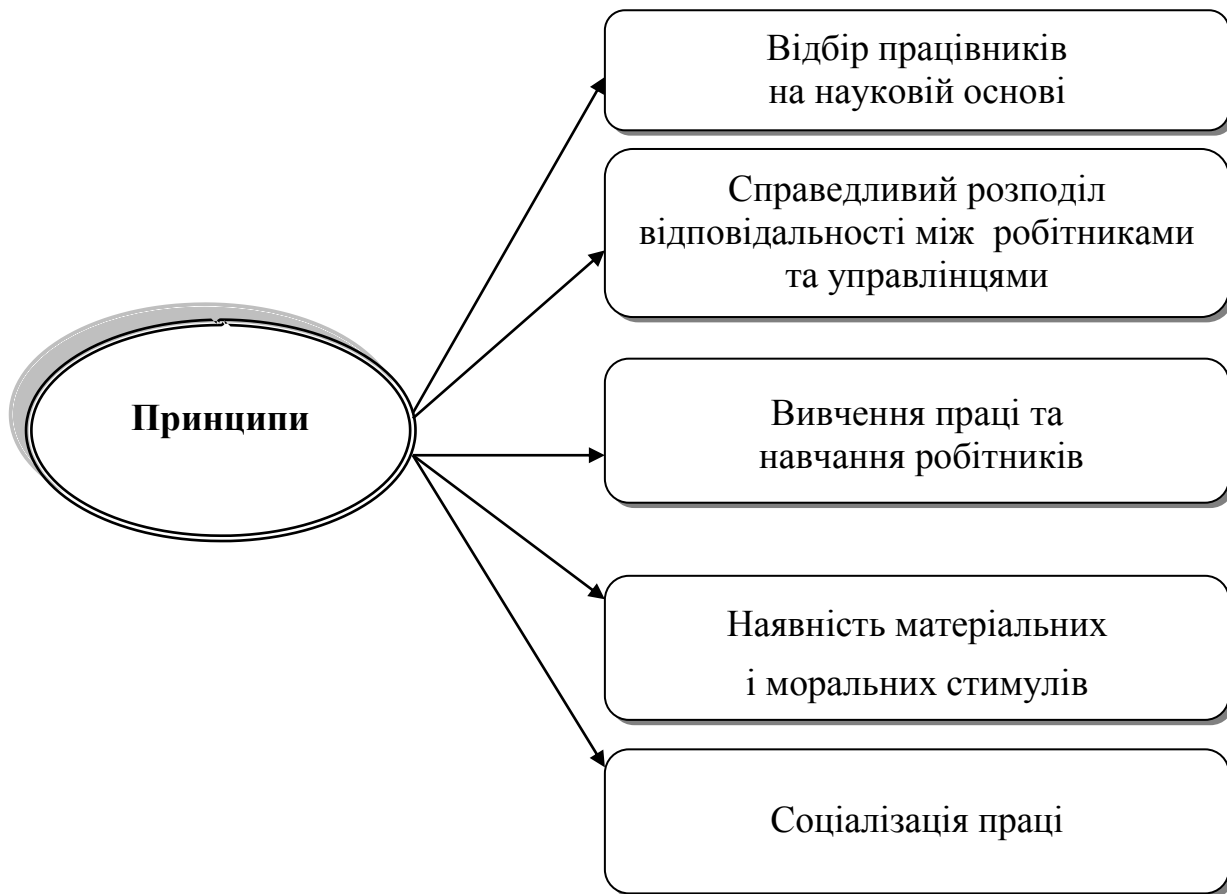 Відбір працівників
на науковій основі
Справедливий розподіл
відповідальності між робітниками
та управлінцями
Принципи
Вивчення праці та
навчання робітників
Наявність матеріальних
і моральних стимулів
Соціалізація праці